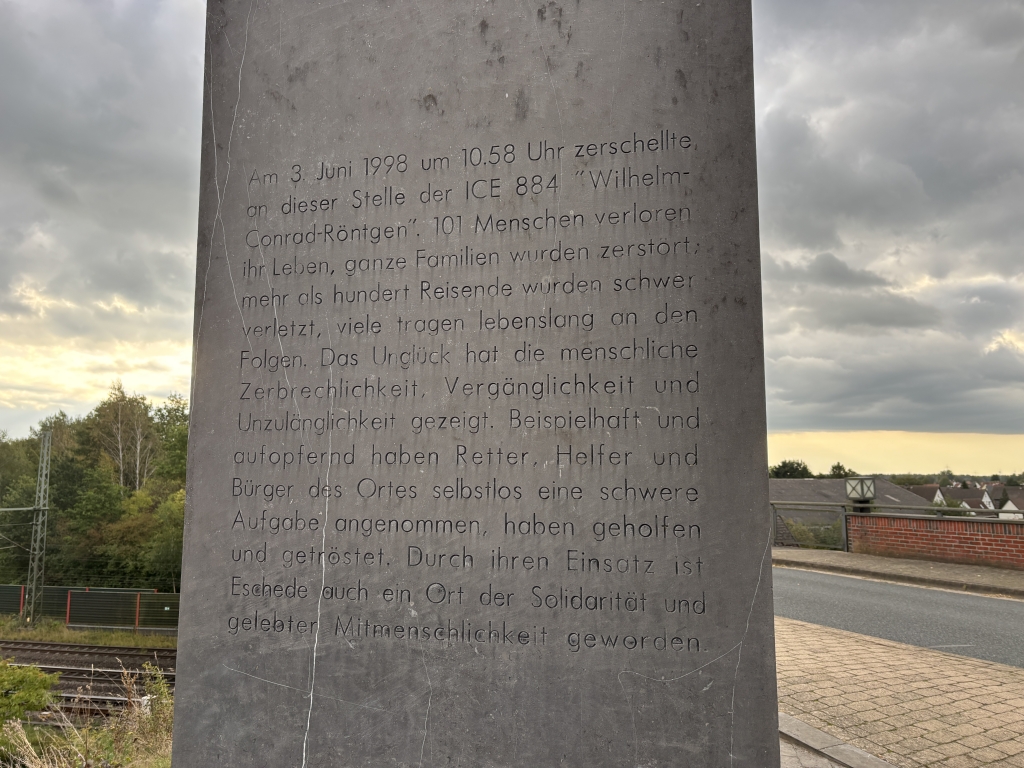 Am 3. Juni 1998 um 10.58 Uhr zerschellte
an dieser Stelle der ICE 884 "Wilhelm-
Conrad-Röntgen". 101 Menschen verloren
ihr Leben, ganze Familien wurden zerstört,
mehr als hundert Reisende wurden schwer
verletzt, viele tragen lebenslang an den
Folgen. Das Unglück hat die menschliche
Zerbrechlichkeit, Vergänglichkeit und
Unzulänglichkeit gezeigt. Beispielhaft und
aufopfernd haben Retter, Helfer und
Bürger des Ortes selbstlos eine schwere
Aufgabe angenommen, haben geholfen
und getröstet. Durch ihren Einsatz ist
Eschede auch ein Ort der Solidarität und
gelebter Mitmenschlichkeit geworden.